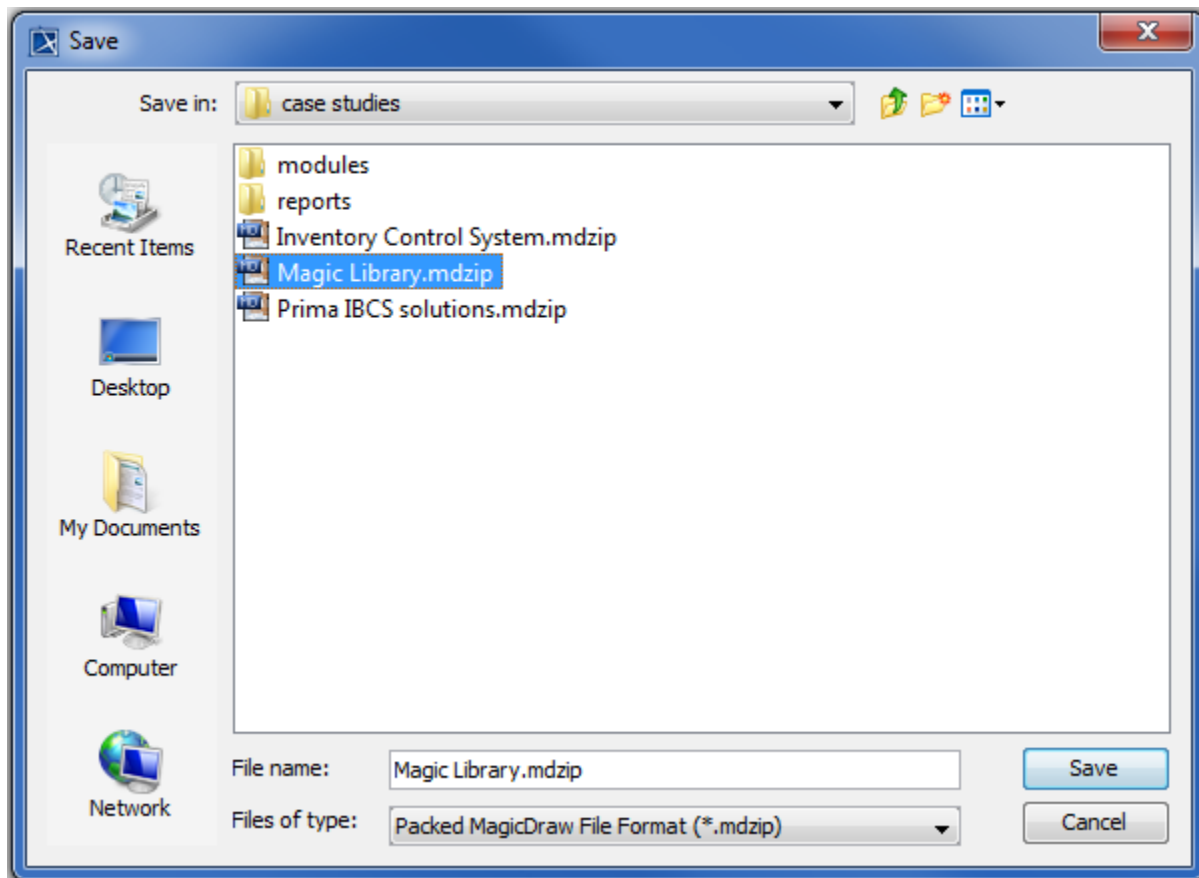 Save
Save in: case studies
modules
reports
Inventory Control System.mdzip
Magic Library.mdzip
Prima IBCS solutions.mdzip
Recent Items
Desktop
My Documents
Computer
Network
File name: Magic Library.mdzip Save
Files of type: Packed MagicDraw File Format (*.mdzip) Cancel